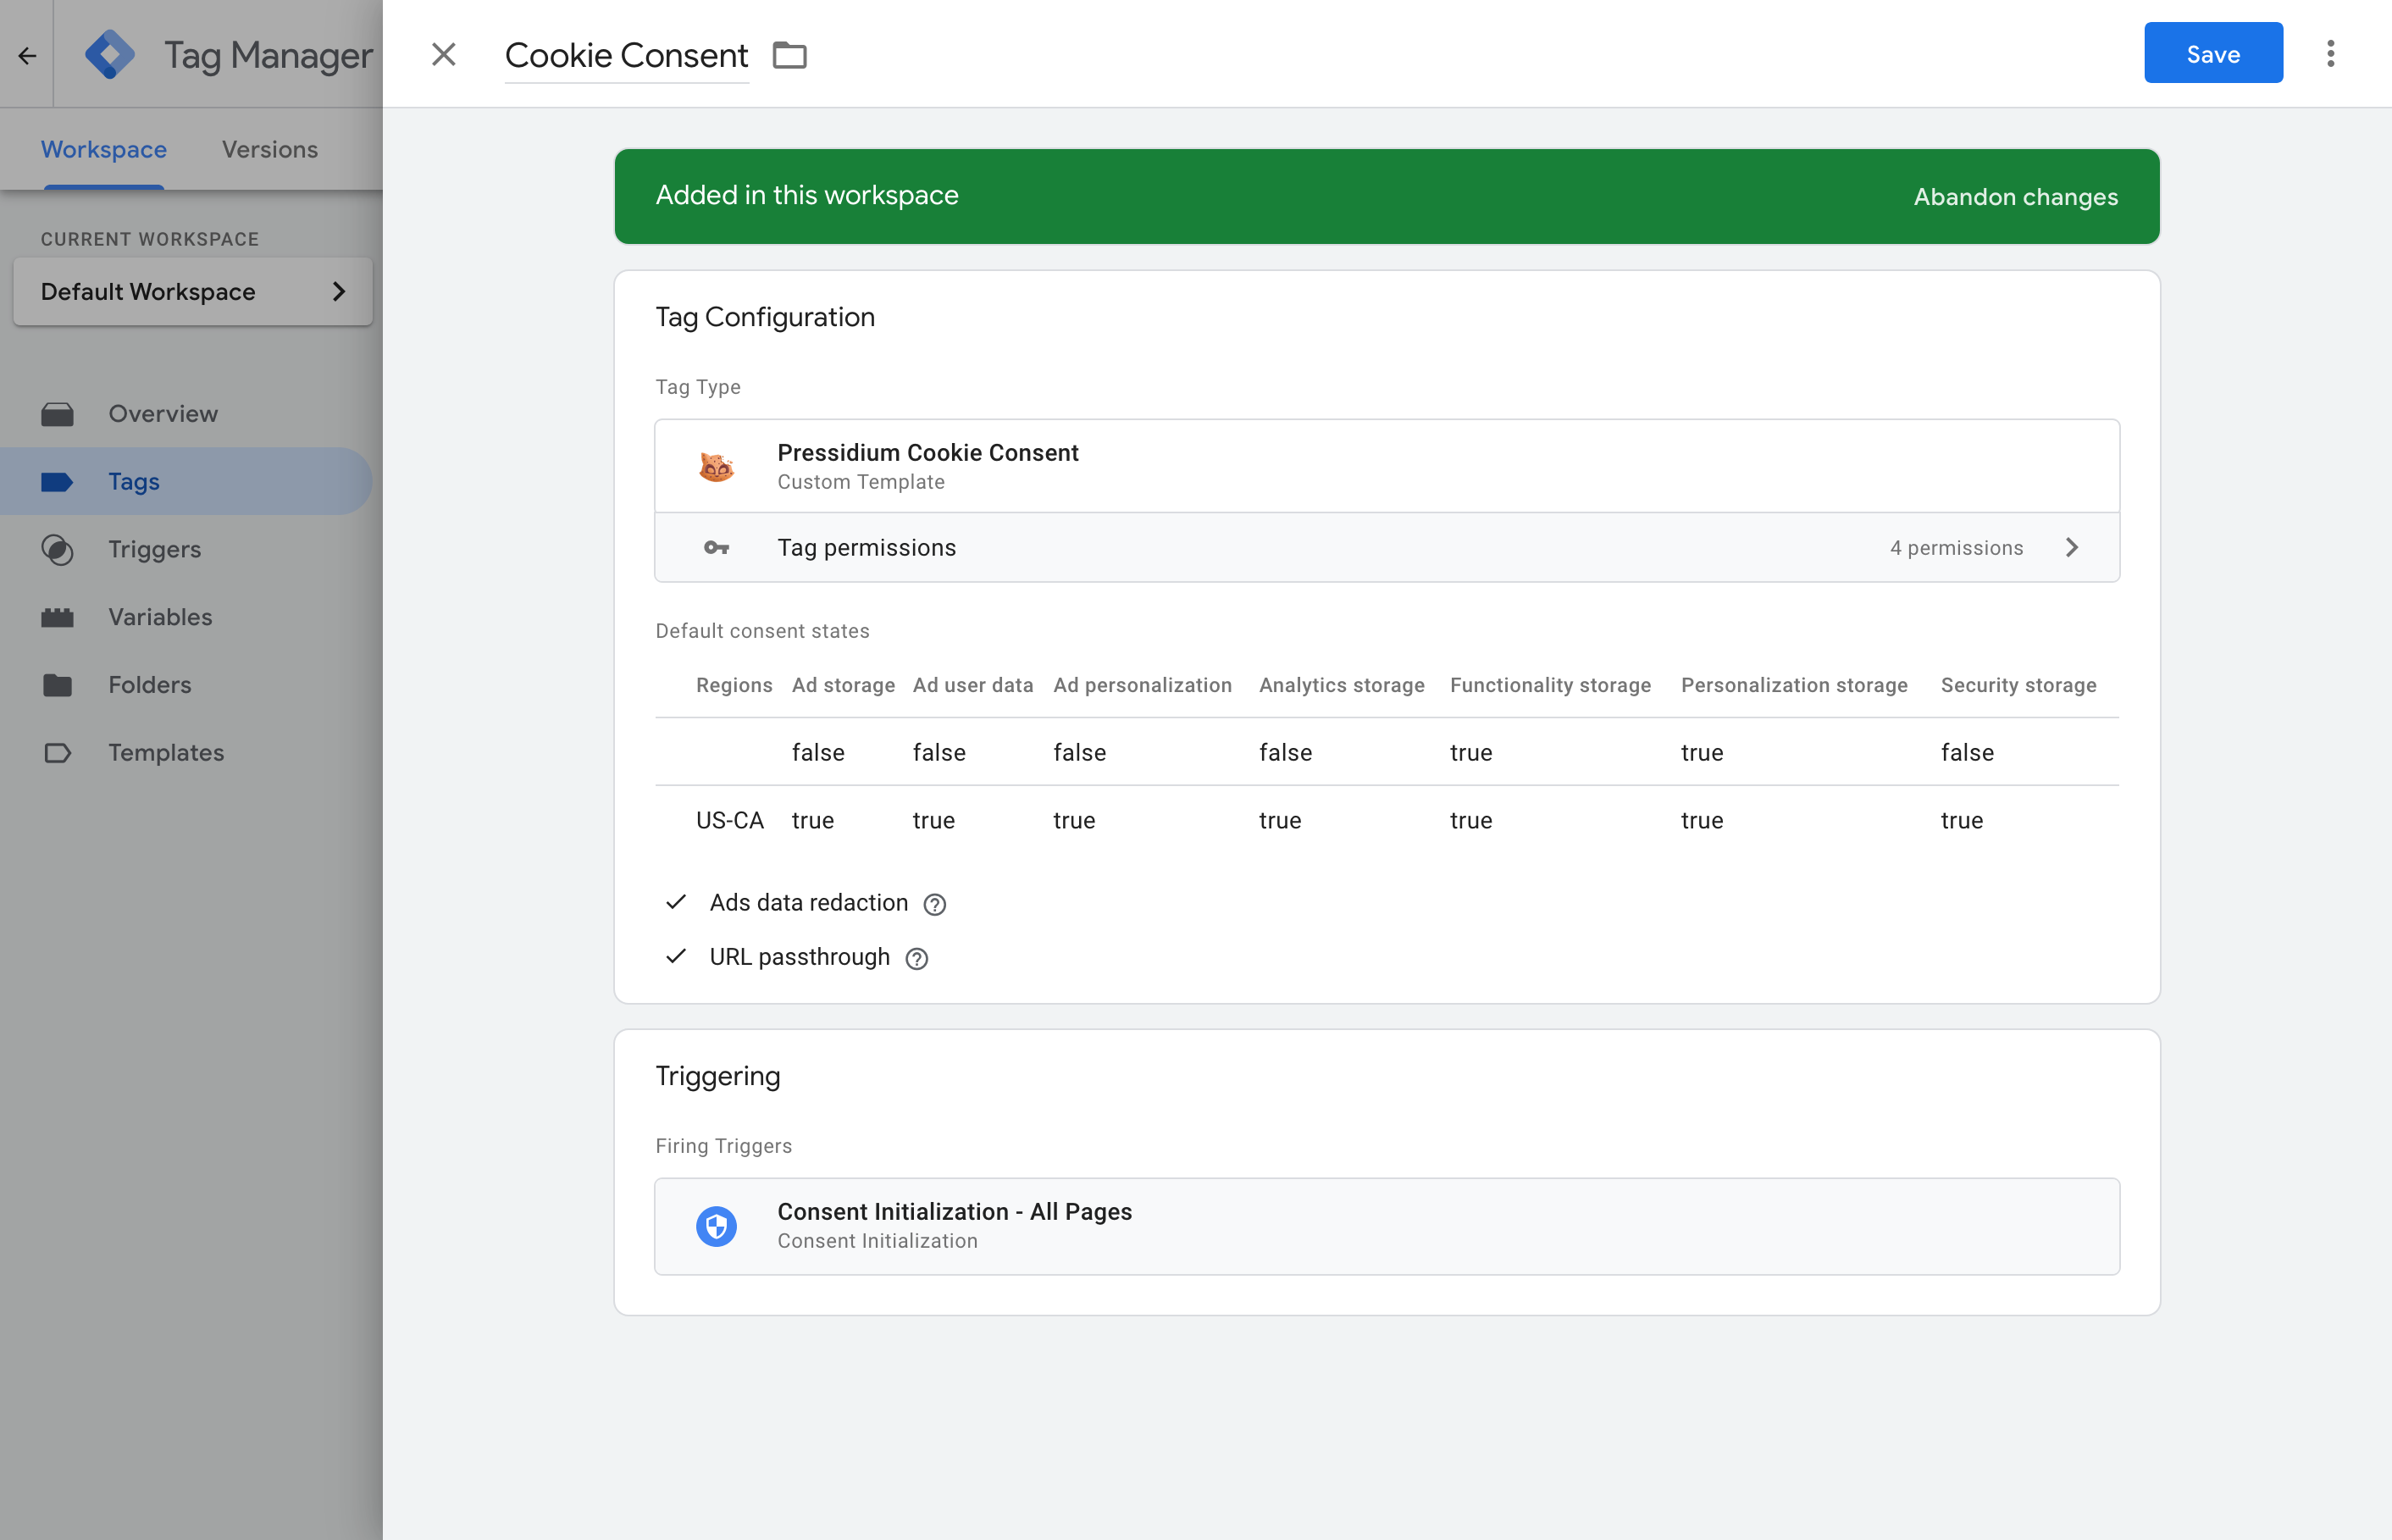 Tag Manager
Cookie Consent
Save
Workspace
Versions
CURRENT WORKSPACE
Default Workspace
Overview
Tags
Triggers
Variables
Folders
Templates
Added in this workspace
Abandon changes
Tag Configuration
Tag Type
Pressidium Cookie Consent
Custom Template
Tag permissions
4 permissions
Default consent states
Regions Ad storage Ad user data Ad personalization Analytics storage Functionality storage Personalization storage Security storage
false false false false true true false
US-CA true true true true true true true
Ads data redaction
URL passthrough
Triggering
Firing Triggers
Consent Initialization - All Pages
Consent Initialization